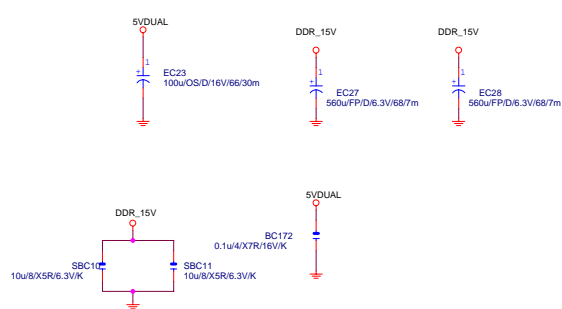 5VDUAL
1
+
EC23
100u/OS/D/16V/66/30m
DDR_15V
1
+
EC27
560u/FP/D/6.3V/68/7m
DDR_15V
1
+
EC28
560u/FP/D/6.3V/68/7m
DDR_15V
SBC10
10u/8/X5R/6.3V/K
SBC11
10u/8/X5R/6.3V/K
5VDUAL
BC172
0.1u/4/X7R/16V/K